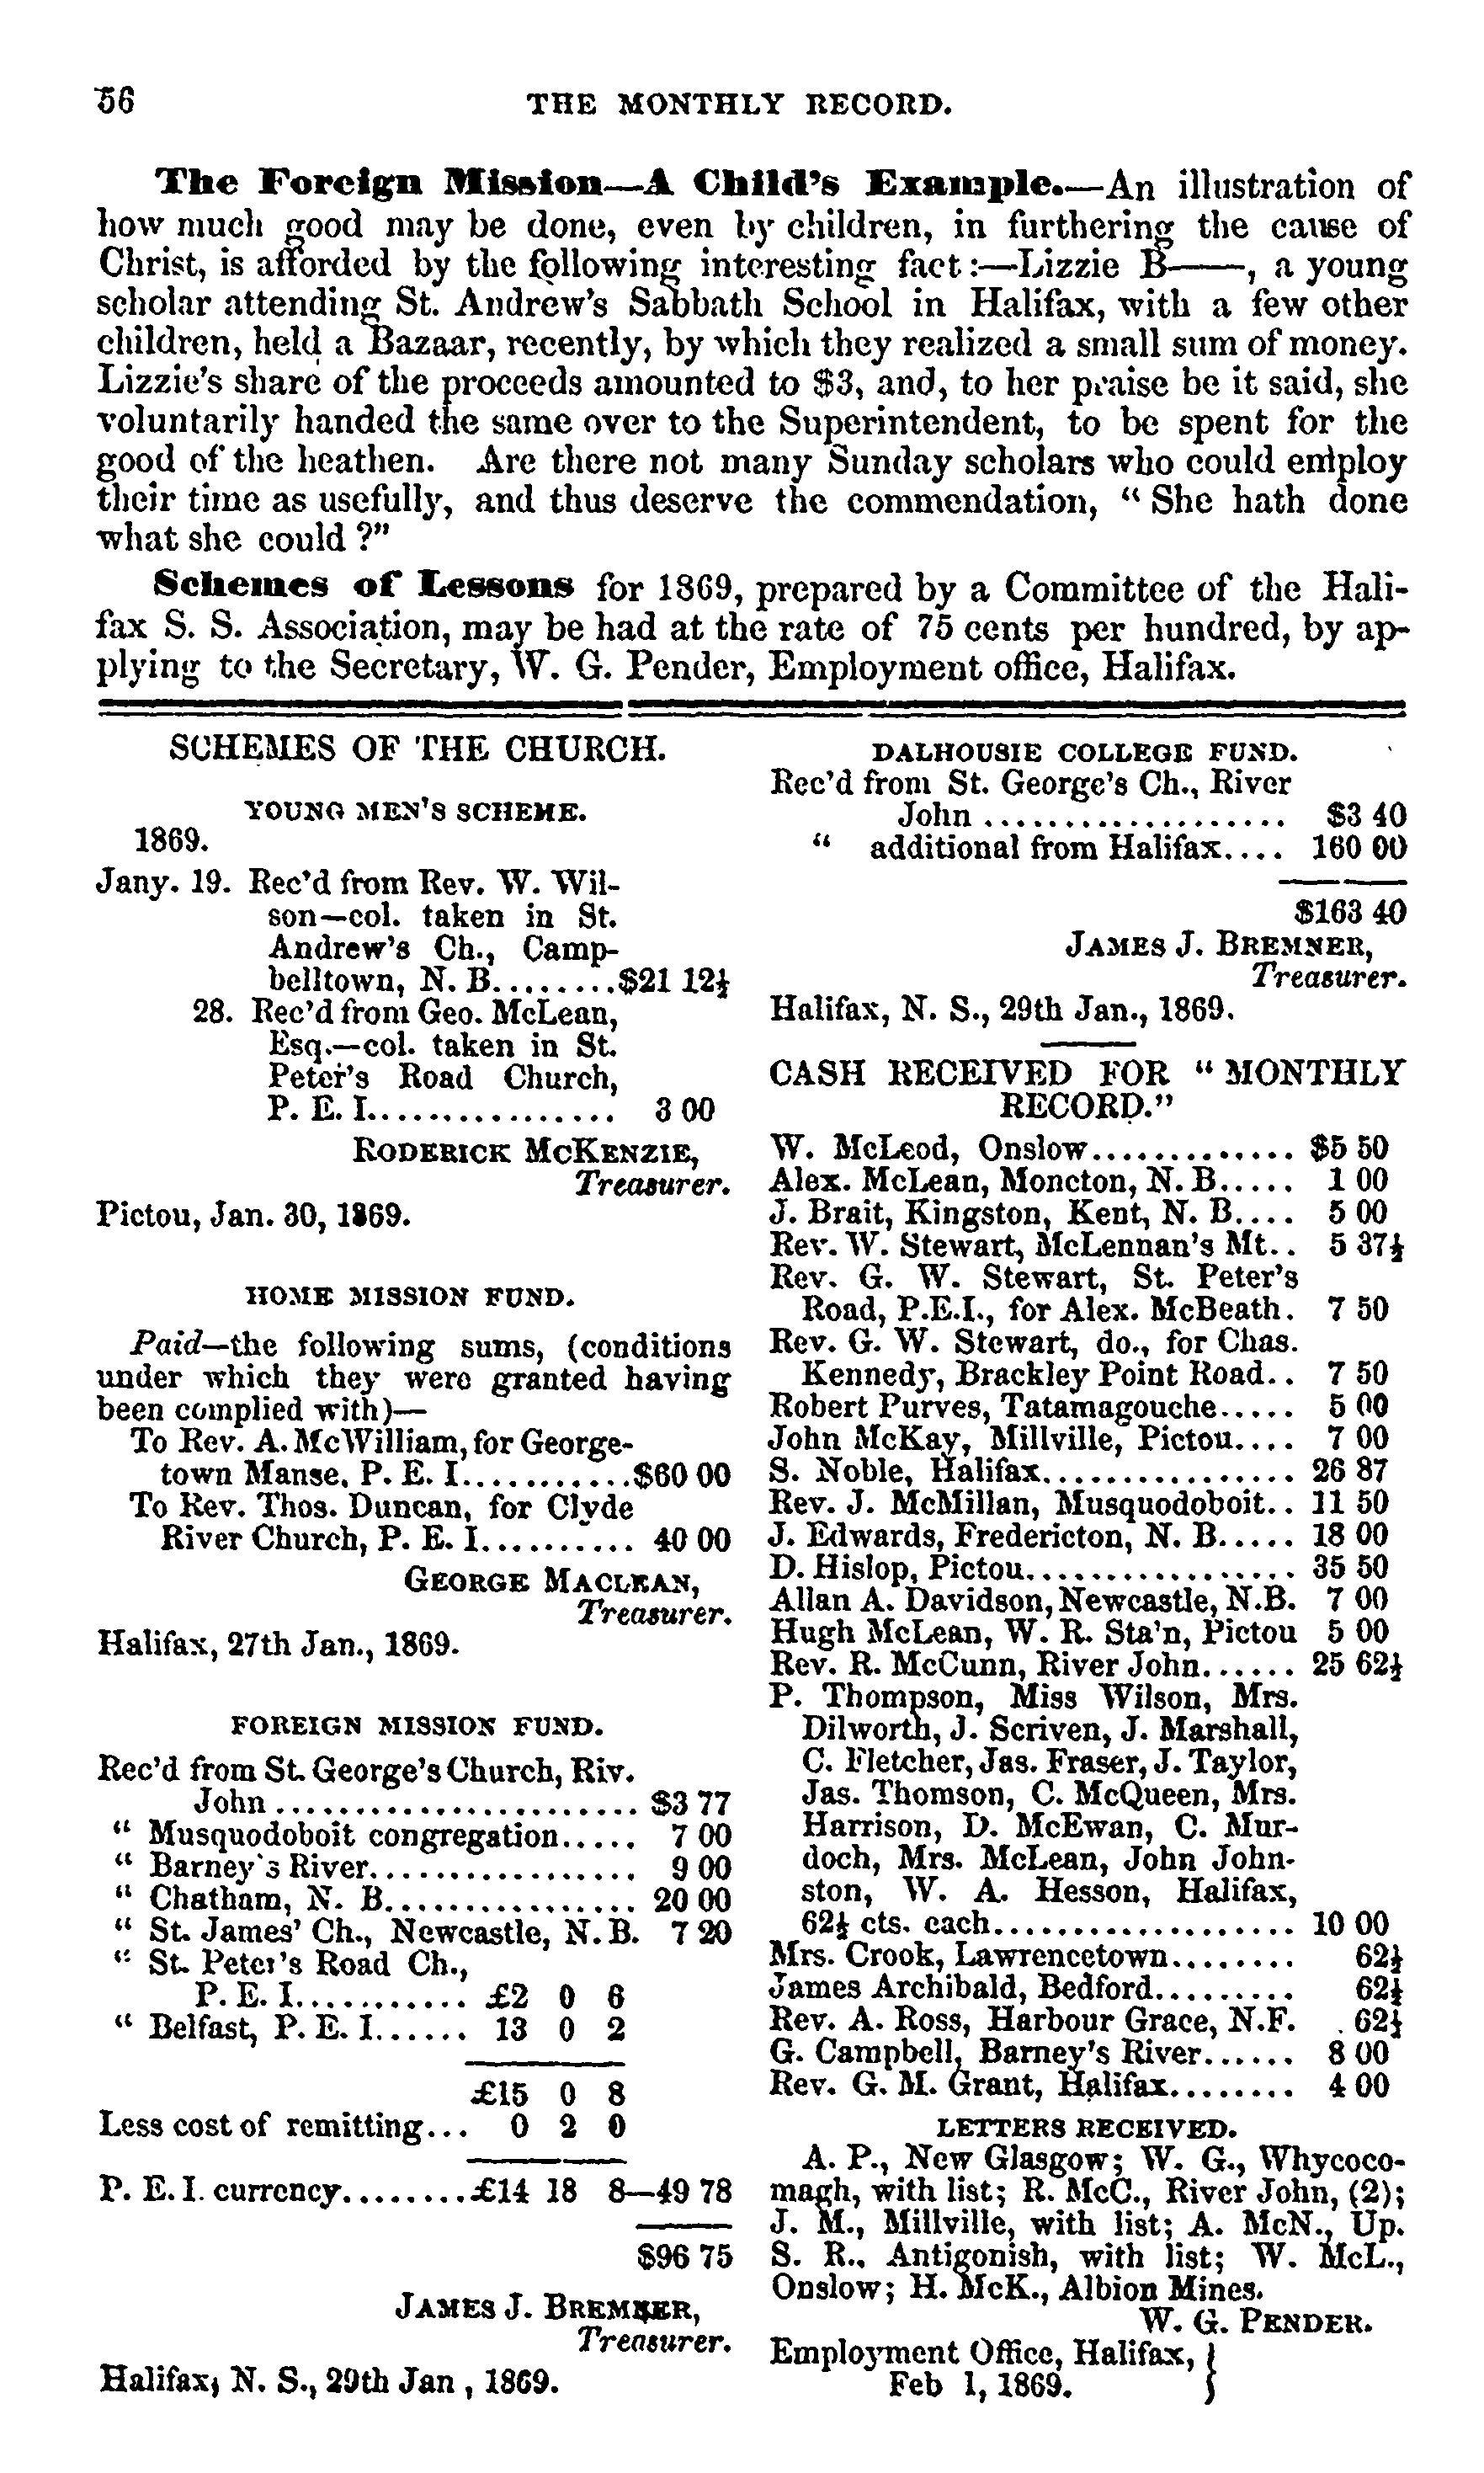 56
THE MONTHLY RECORD.
The Foreign Mission—A Child's Example.—An illustration of
how much good may be done, even by children, in furthering the cause of
Christ, is afforded by the following interesting fact:—Lizzie B——, a young
scholar attending St. Andrew's Sabbath School in Halifax, with a few other
children, held a Bazaar, recently, by which they realized a small sum of money.
Lizzie's share of the proceeds amounted to $3, and, to her praise be it said, she
voluntarily handed the same over to the Superintendent, to be spent for the
good of the heathen. Are there not many Sunday scholars who could employ
their time as usefully, and thus deserve the commendation, "She hath done
what she could?"
Schemes of Lessons for 1869, prepared by a Committee of the Hali-
fax S. S. Association, may be had at the rate of 75 cents per hundred, by ap-
plying to the Secretary, W. G. Pender, Employment office, Halifax.
SCHEMES OF THE CHURCH.
YOUNG MEN'S SCHEME.
1869.
Jany. 19. Rec'd from Rev. W. Wil-
son—col. taken in St.
Andrew's Ch., Camp-
belltown, N. B.........$21 12½
28. Rec'd from Geo. McLean,
Esq.—col. taken in St.
Peter's Road Church,
P. E. I................ 3 00
RODERICK MCKENZIE,
Treasurer.
Pictou, Jan. 30, 1869.
HOME MISSION FUND.
Paid—the following sums, (conditions
under which they were granted having
been complied with)—
To Rev. A. McWilliam, for George-
town Manse, P. E. I...........$60 00
To Rev. Thos. Duncan, for Clyde
River Church, P. E. I.......... 40 00
GEORGE MACLEAN,
Treasurer.
Halifax, 27th Jan., 1869.
FOREIGN MISSION FUND.
Rec'd from St. George's Church, Riv.
John ....................... $3 77
" Musquodoboit congregation..... 7 00
" Barney's River................. 9 00
" Chatham, N. B................ 20 00
" St. James' Ch., Newcastle, N. B. 7 20
" St. Peter's Road Ch.,
P. E. I........... £2 0 6
" Belfast, P. E. I...... 13 0 2
£15 0 8
Less cost of remitting... 0 2 0
P. E. I. currency........£14 18 8—49 78
$96 75
JAMES J. BREMNER,
Treasurer.
Halifax, N. S., 29th Jan, 1869.
DALHOUSIE COLLEGE FUND.
Rec'd from St. George's Ch., River
John ................... $3 40
" additional from Halifax.... 160 00
$163 40
JAMES J. BREMNER,
Treasurer.
Halifax, N. S., 29th Jan., 1869.
CASH RECEIVED FOR "MONTHLY
RECORD."
W. McLeod, Onslow............. $5 50
Alex. McLean, Moncton, N. B..... 1 00
J. Brait, Kingston, Kent, N. B.... 5 00
Rev. W. Stewart, McLennan's Mt.. 5 37½
Rev. G. W. Stewart, St. Peter's
Road, P.E.I., for Alex. McBeath. 7 50
Rev. G. W. Stewart, do., for Chas.
Kennedy, Brackley Point Road.. 7 50
Robert Purves, Tatamagouche..... 5 00
John McKay, Millville, Pictou.... 7 00
S. Noble, Halifax................ 26 87
Rev. J. McMillan, Musquodoboit.. 11 50
J. Edwards, Fredericton, N. B..... 18 00
D. Hislop, Pictou................. 35 50
Allan A. Davidson, Newcastle, N.B. 7 00
Hugh McLean, W. R. Sta'n, Pictou 5 00
Rev. R. McCunn, River John...... 25 62½
P. Thompson, Miss Wilson, Mrs.
Dilworth, J. Scriven, J. Marshall,
C. Fletcher, Jas. Fraser, J. Taylor,
Jas. Thomson, C. McQueen, Mrs.
Harrison, D. McEwan, C. Mur-
doch, Mrs. McLean, John John-
ston, W. A. Hesson, Halifax,
62½ cts. each................... 10 00
Mrs. Crook, Lawrencetown........ 62½
James Archibald, Bedford......... 62½
Rev. A. Ross, Harbour Grace, N.F. . 62½
G. Campbell, Barney's River...... 8 00
Rev. G. M. Grant, Halifax........ 4 00
LETTERS RECEIVED.
A. P., New Glasgow; W. G., Whycoco-
magh, with list; R. McC., River John, (2);
J. M., Millville, with list; A. McN., Up.
S. R., Antigonish, with list; W. McL.,
Onslow; H. McK., Albion Mines.
W. G. PENDER.
Employment Office, Halifax, }
Feb 1, 1869.